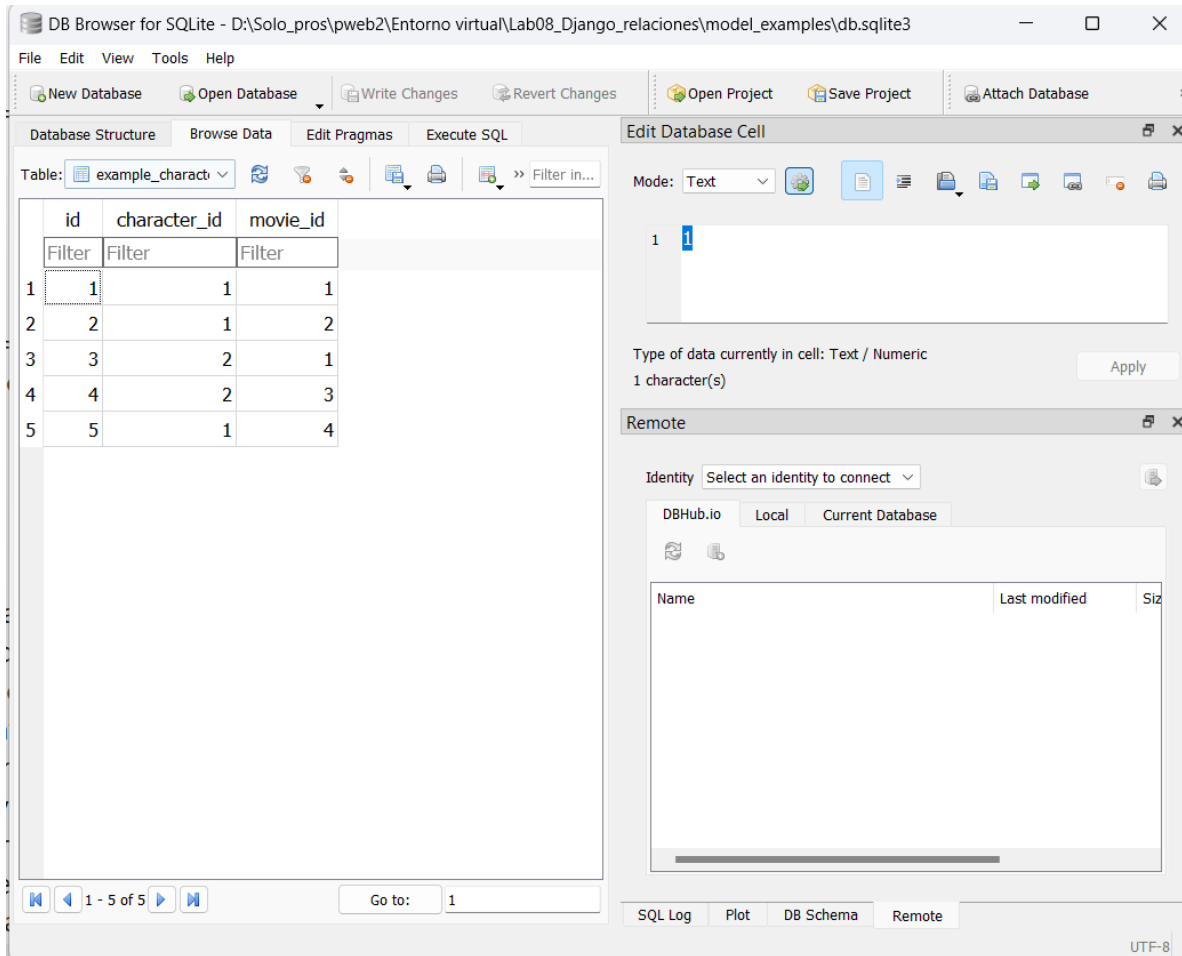 DB Browser for SQLite - D:\Solo_pros\pweb2\Entorno virtual\Lab08_Django_relaciones\model_examples\db.sqlite3
File Edit View Tools Help
New Database Open Database Write Changes Revert Changes Open Project Save Project Attach Database
Database Structure Browse Data Edit Pragmas Execute SQL
Table: example_charact Filter in...
id character_id movie_id
Filter Filter Filter
1 1 1 1
2 2 1 2
3 3 2 1
4 4 2 3
5 5 1 4
1 - 5 of 5 Go to: 1
Edit Database Cell
Mode: Text
1 1
Type of data currently in cell: Text / Numeric
1 character(s)
Apply
Remote
Identity Select an identity to connect
DBHub.io Local Current Database
Name Last modified Siz
SQL Log Plot DB Schema Remote
UTF-8